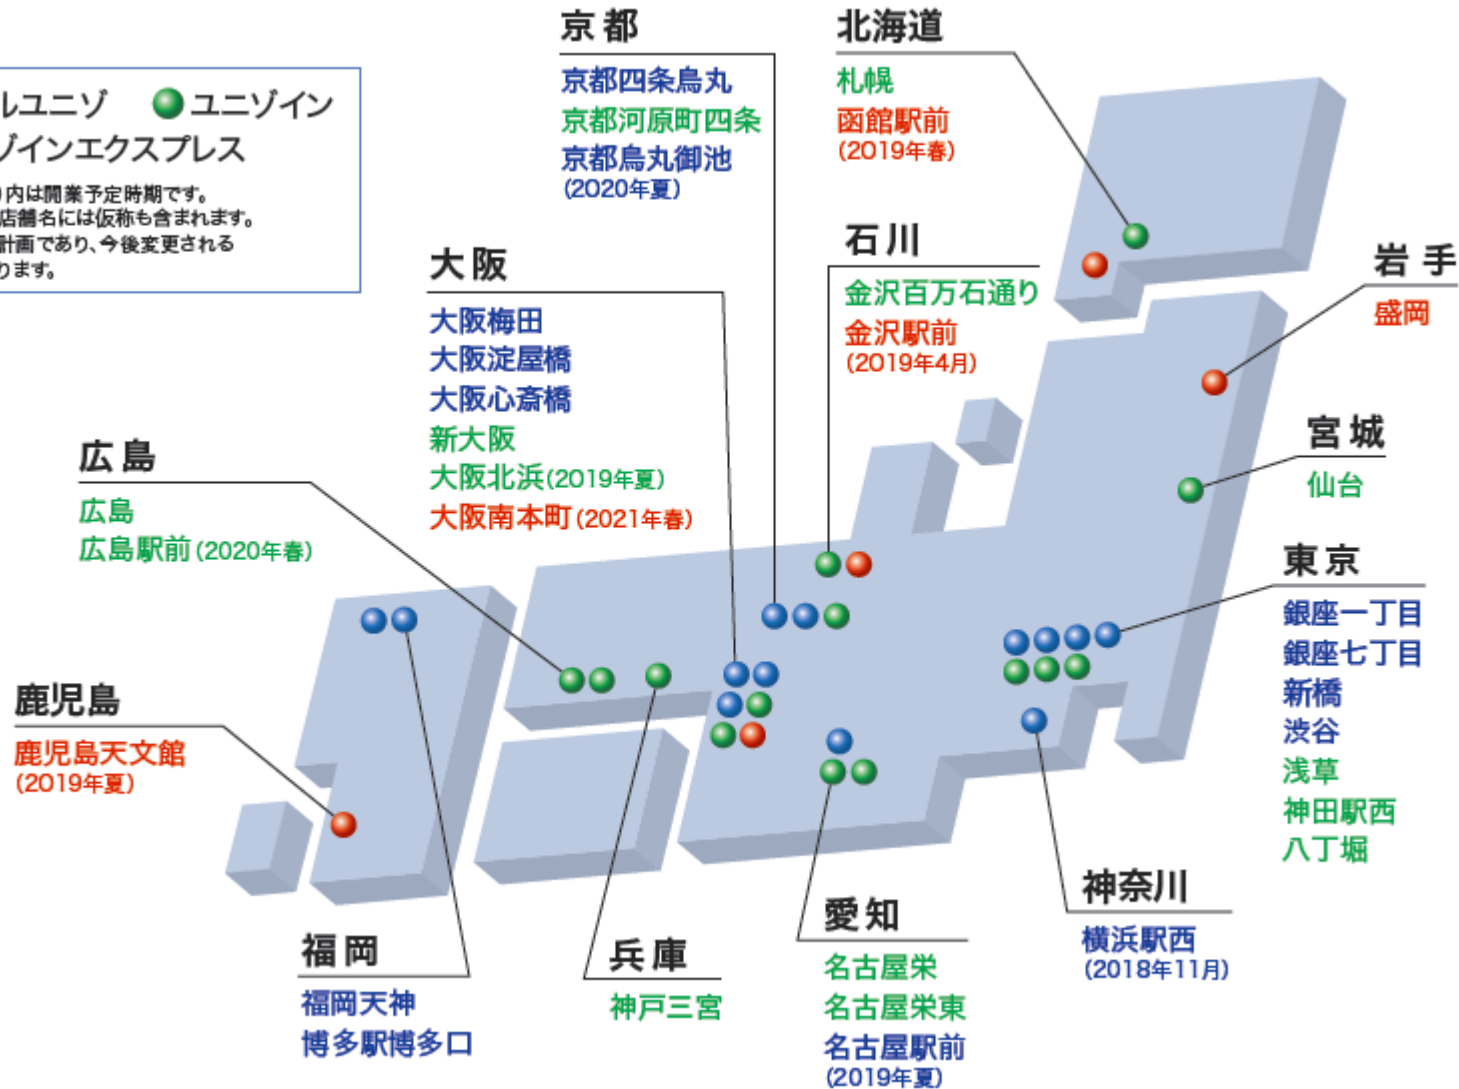 ルユニゾ ユニゾイン
ゾインエクスプレス
)内は開業予定時期です。
店舗名には仮称も含まれます。
計画であり、今後変更される
ります。
京都
京都四条烏丸
京都河原町四条
京都烏丸御池
(2020年夏)
北海道
札幌
函館駅前
(2019年春)
石川
金沢百万石通り
金沢駅前
(2019年4月)
岩手
盛岡
大阪
大阪梅田
大阪淀屋橋
大阪心斎橋
新大阪
大阪北浜(2019年夏)
大阪南本町(2021年春)
宮城
仙台
広島
広島
広島駅前(2020年春)
東京
銀座一丁目
銀座七丁目
新橋
渋谷
浅草
神田駅西
八丁堀
鹿児島
鹿児島天文館
(2019年夏)
神奈川
横浜駅西
(2018年11月)
愛知
名古屋栄
名古屋栄東
名古屋駅前
(2019年夏)
兵庫
神戸三宮
福岡
福岡天神
博多駅博多口